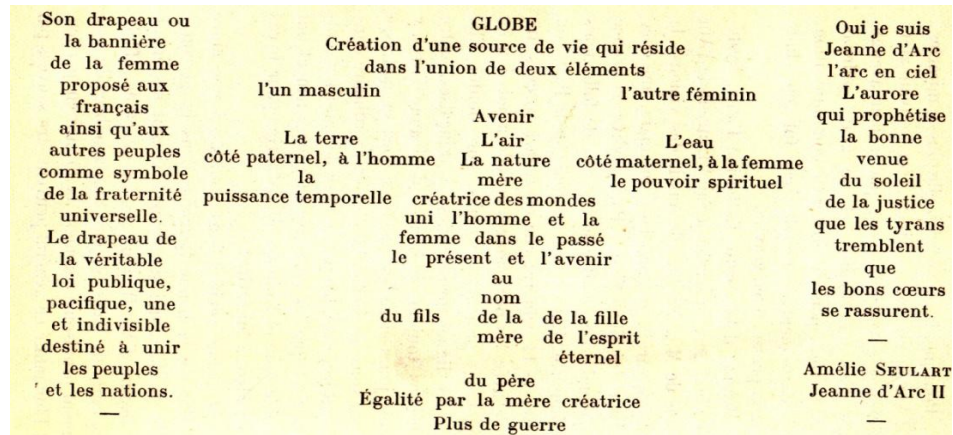 Son drapeau ou
la bannière
de la femme
proposé aux
français
ainsi qu'aux
autres peuples
comme symbole
de la fraternité
universelle.
Le drapeau de
la véritable
loi publique,
pacifique, une
et indivisible
destiné à unir
les peuples
et les nations.
—
GLOBE
Création d'une source de vie qui réside
dans l'union de deux éléments
l'un masculin l'autre féminin
Avenir
La terre L'air L'eau
côté paternel, à l'homme La nature côté maternel, à la femme
la mère le pouvoir spirituel
puissance temporelle créatrice des mondes
uni l'homme et la
femme dans le passé
le présent et l'avenir
au
nom
du fils de la de la fille
mère de l'esprit
éternel
du père
Égalité par la mère créatrice
Plus de guerre
Oui je suis
Jeanne d'Arc
l'arc en ciel
L'aurore
qui prophétise
la bonne
venue
du soleil
de la justice
que les tyrans
tremblent
que
les bons cœurs
se rassurent.
—
Amélie SEULART
Jeanne d'Arc II
—